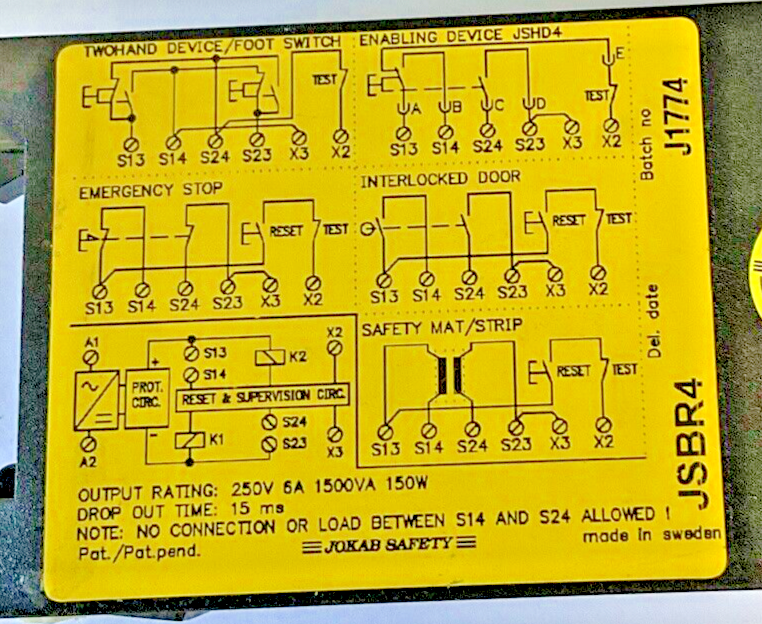 TWOHAND DEVICE/FOOT SWITCH
TEST
S13 S14 S24 S23 X3 X2
ENABLING DEVICE JSHD4
E
TEST
A B C D
S13 S14 S24 S23 X3 X2
EMERGENCY STOP
RESET TEST
S13 S14 S24 S23 X3 X2
INTERLOCKED DOOR
RESET TEST
S13 S14 S24 S23 X3 X2
A1
+
S13
K2
X2
S14
PROT. CIRC.
RESET & SUPERVISION CIRC.
-
K1
S24
S23
A2
X3
SAFETY MAT/STRIP
RESET TEST
S13 S14 S24 S23 X3 X2
OUTPUT RATING: 250V 6A 1500VA 150W
DROP OUT TIME: 15 ms
NOTE: NO CONNECTION OR LOAD BETWEEN S14 AND S24 ALLOWED !
Pat./Pat.pend.
JOKAB SAFETY
made in sweden
Batch no
J1774
Del. date
JSBR4